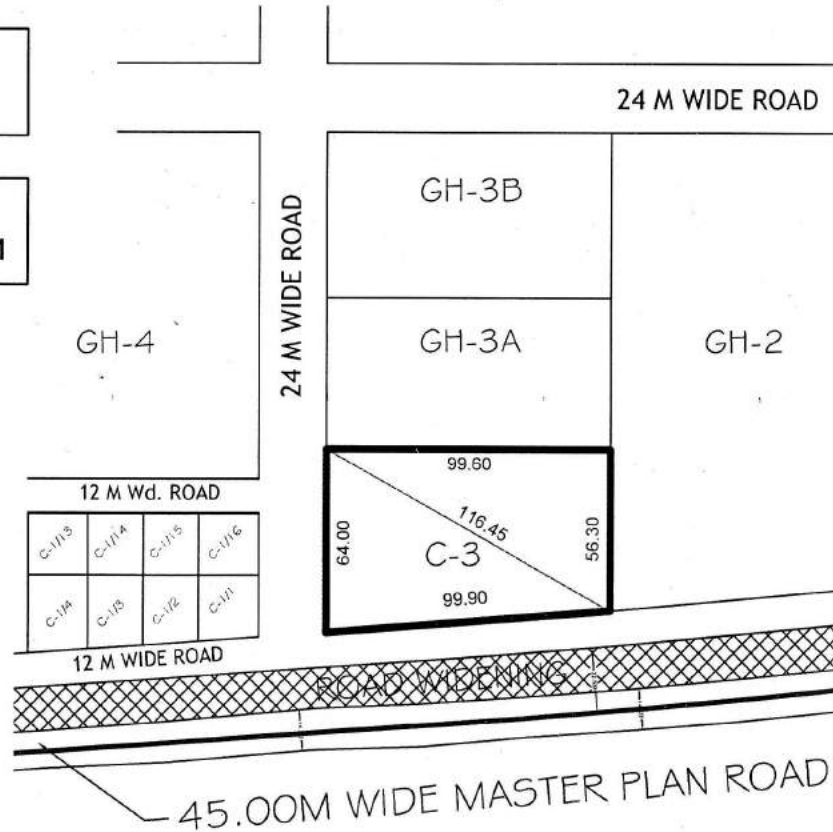 24 M WIDE ROAD
GH-3B
24 M WIDE ROAD
GH-4
GH-3A
GH-2
99.60
12 M Wd. ROAD
116.45
64.00
56.30
C-3
99.90
C-1/13
C-1/14
C-1/15
C-1/16
C-1/4
C-1/3
C-1/2
C-1/1
12 M WIDE ROAD
ROAD WIDENING
45.00M WIDE MASTER PLAN ROAD